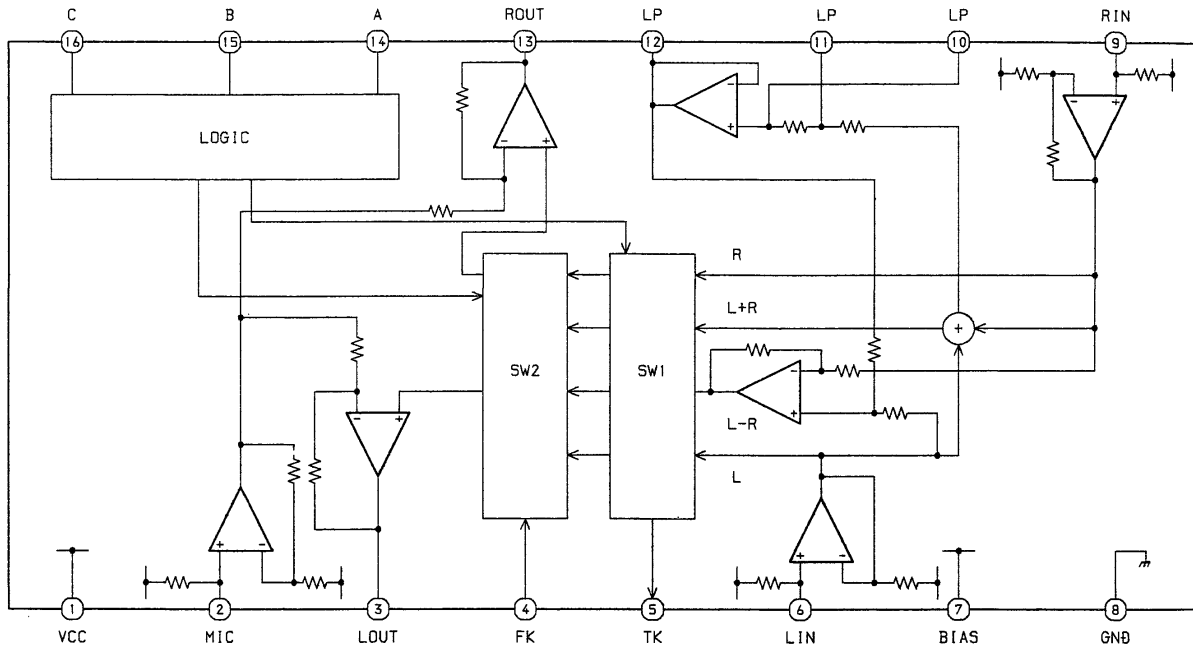 C B A ROUT LP LP LP RIN
16 15 14 13 12 11 10 9
- + - +
LOGIC
- +
+
R
L+R
+
SW2 SW1
-
+
L-R
- +
L
+ -
+ -
1 2 3 4 5 6 7 8
VCC MIC LOUT FK TK LIN BIAS GND